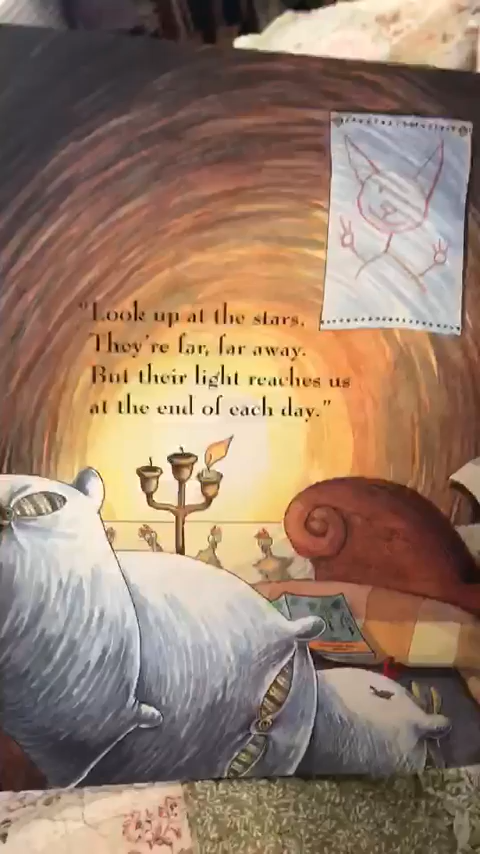 "Look up at the stars.
They're far, far away.
But their light reaches us
at the end of each day."